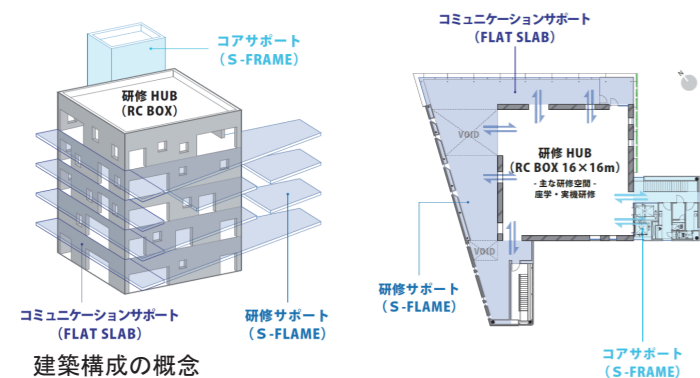 コアサポート
（S-FRAME）
研修 HUB
（RC BOX）
コミュニケーションサポート
（FLAT SLAB）
研修サポート
（S-FLAME）
建築構成の概念
コミュニケーションサポート
（FLAT SLAB）
N
VOID
研修 HUB
（RC BOX 16×16m）
- 主な研修空間 -
座学・実機研修
VOID
研修サポート
（S-FLAME）
コアサポート
（S-FRAME）